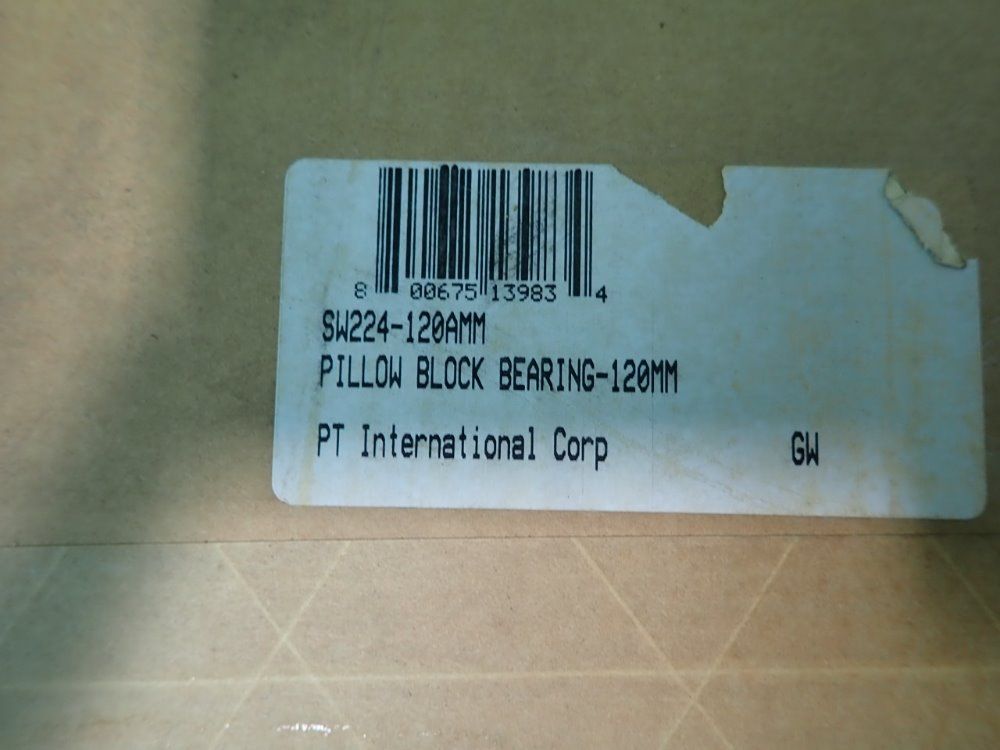 8 00675 13983 4
SW224-120AMM
PILLOW BLOCK BEARING-120MM
PT International Corp GW